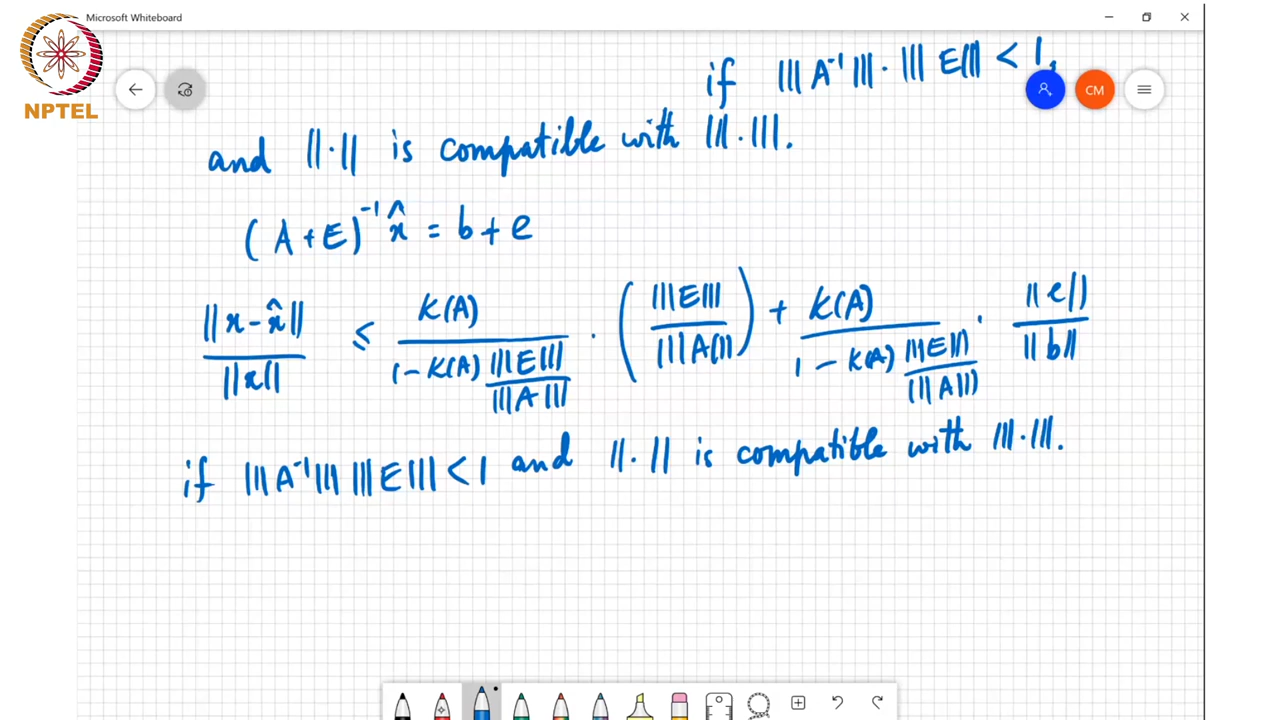 Microsoft Whiteboard
NPTEL
CM
if ||| A⁻¹ ||| · ||| E ||| < 1,
and ||·|| is compatible with |||·|||.
(A+E)⁻¹ x̂ = b + e
||x - x̂|| / ||x|| ≤ K(A) / (1 - K(A) |||E||| / |||A|||) · (|||E||| / |||A|||) + K(A) / (1 - K(A) |||E||| / |||A|||) · ||e|| / ||b||
if ||| A⁻¹ ||| ||| E ||| < 1 and ||·|| is compatible with |||·|||.